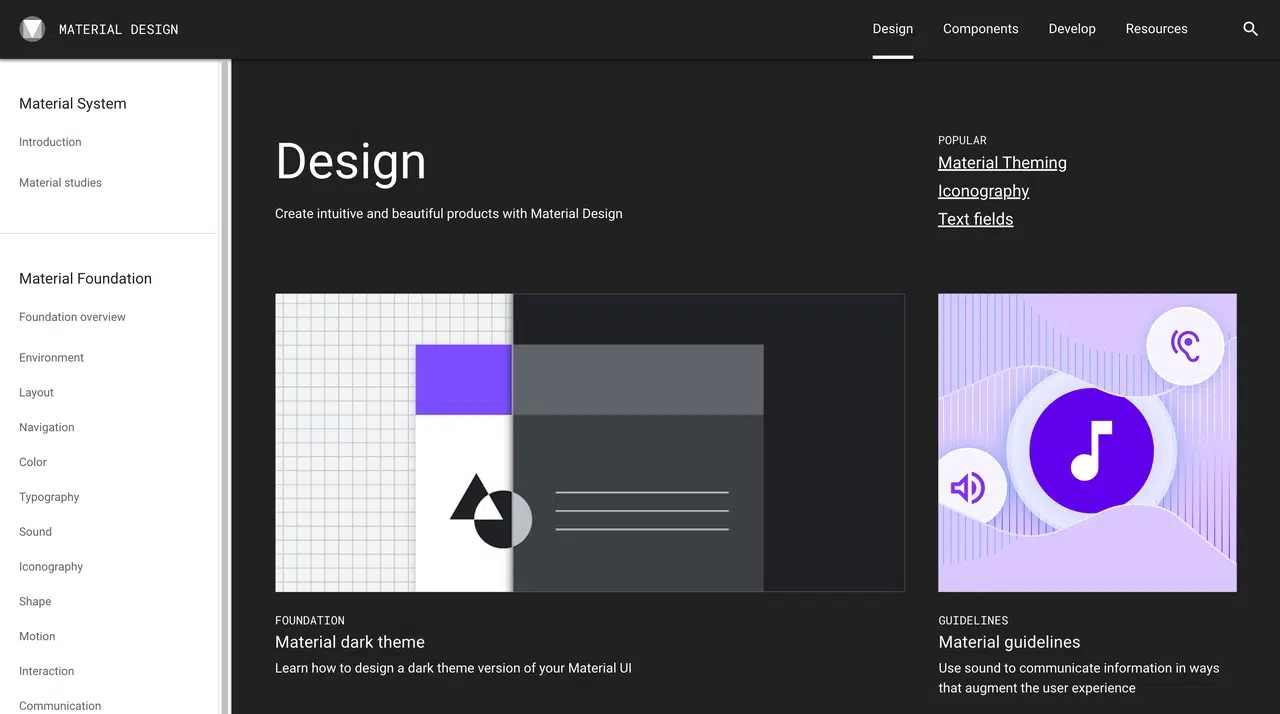 MATERIAL DESIGN
Design
Components
Develop
Resources
Material System
Introduction
Material studies
Material Foundation
Foundation overview
Environment
Layout
Navigation
Color
Typography
Sound
Iconography
Shape
Motion
Interaction
Communication
Design
Create intuitive and beautiful products with Material Design
POPULAR
Material Theming
Iconography
Text fields
FOUNDATION
Material dark theme
Learn how to design a dark theme version of your Material UI
GUIDELINES
Material guidelines
Use sound to communicate information in ways
that augment the user experience